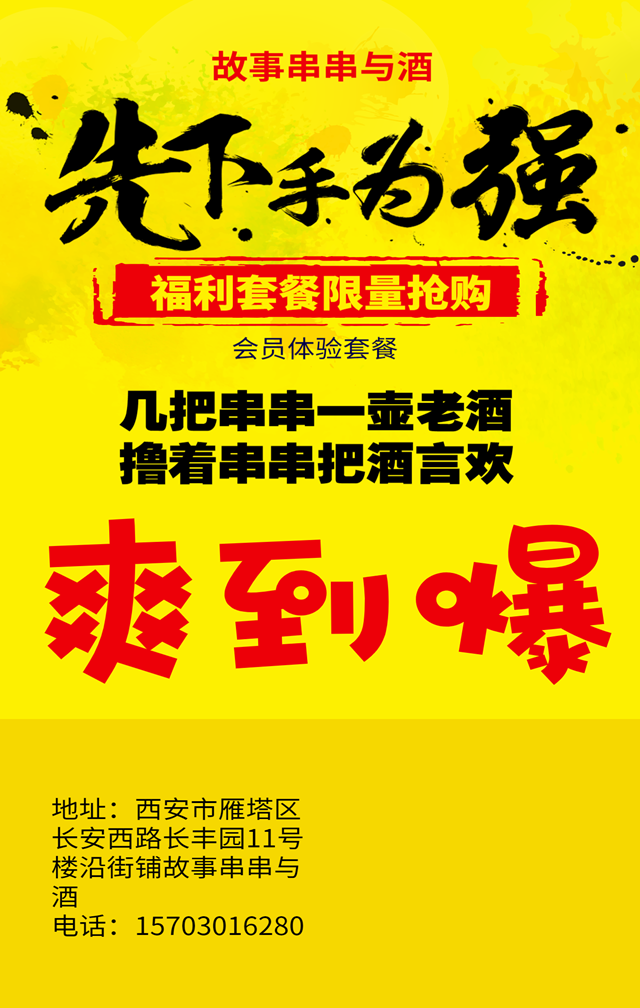 故事串串与酒
先下手为强
福利套餐限量抢购
会员体验套餐
几把串串一壶老酒
撸着串串把酒言欢
爽到爆
地址：西安市雁塔区
长安西路长丰园11号
楼沿街铺故事串串与
酒
电话：15703016280